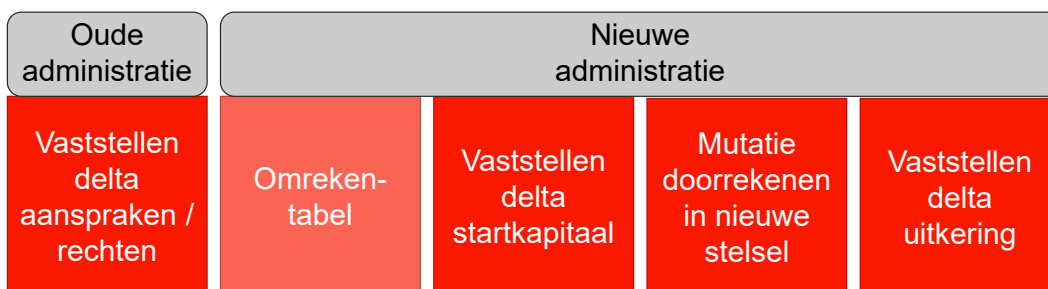 Oude
administratie
Nieuwe
administratie
Vaststellen
delta
aanspraken /
rechten
Omreken-
tabel
Vaststellen
delta
startkapitaal
Mutatie
doorrekenen
in nieuwe
stelsel
Vaststellen
delta
uitkering